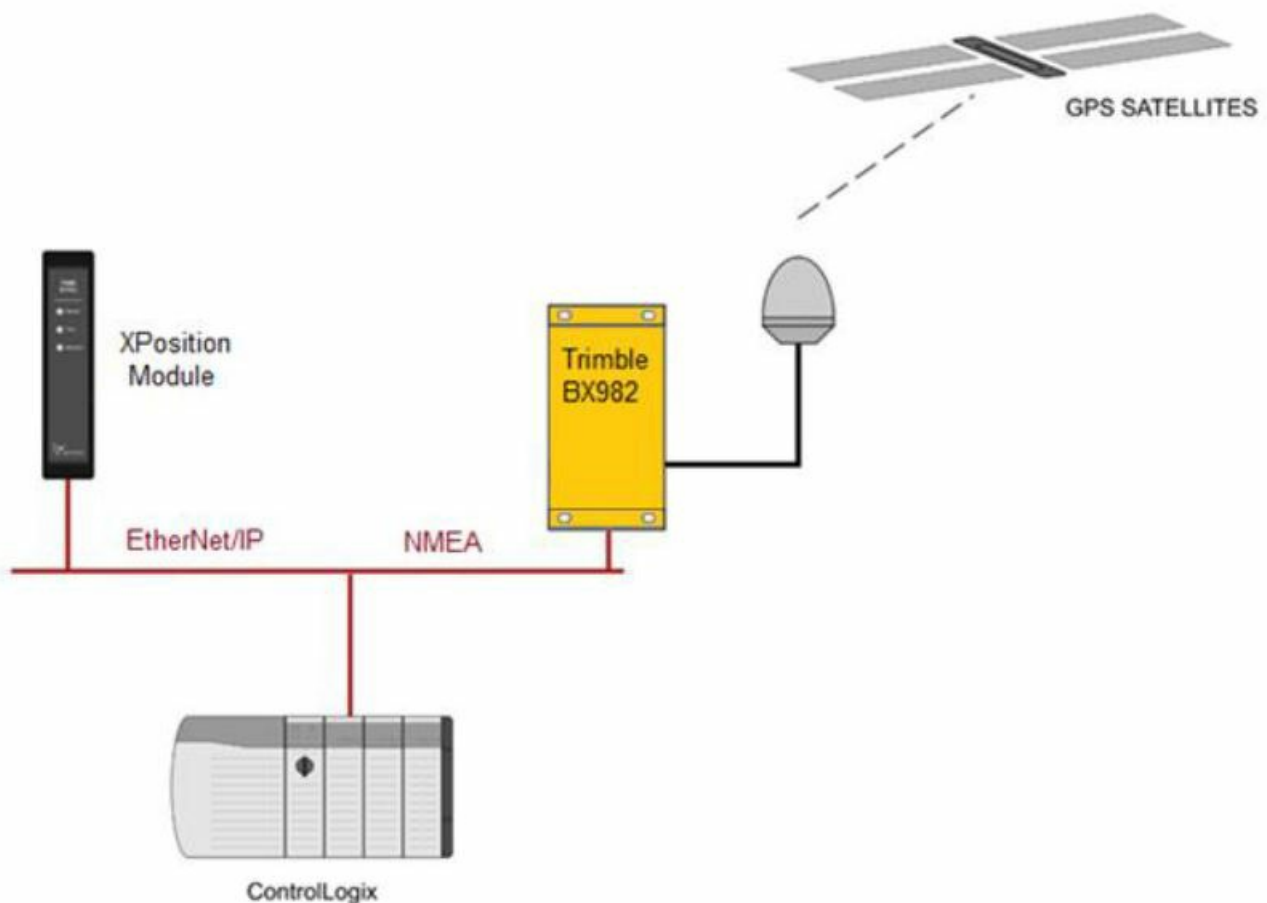 GPS SATELLITES
XPosition
Module
Trimble
BX982
EtherNet/IP
NMEA
ControlLogix